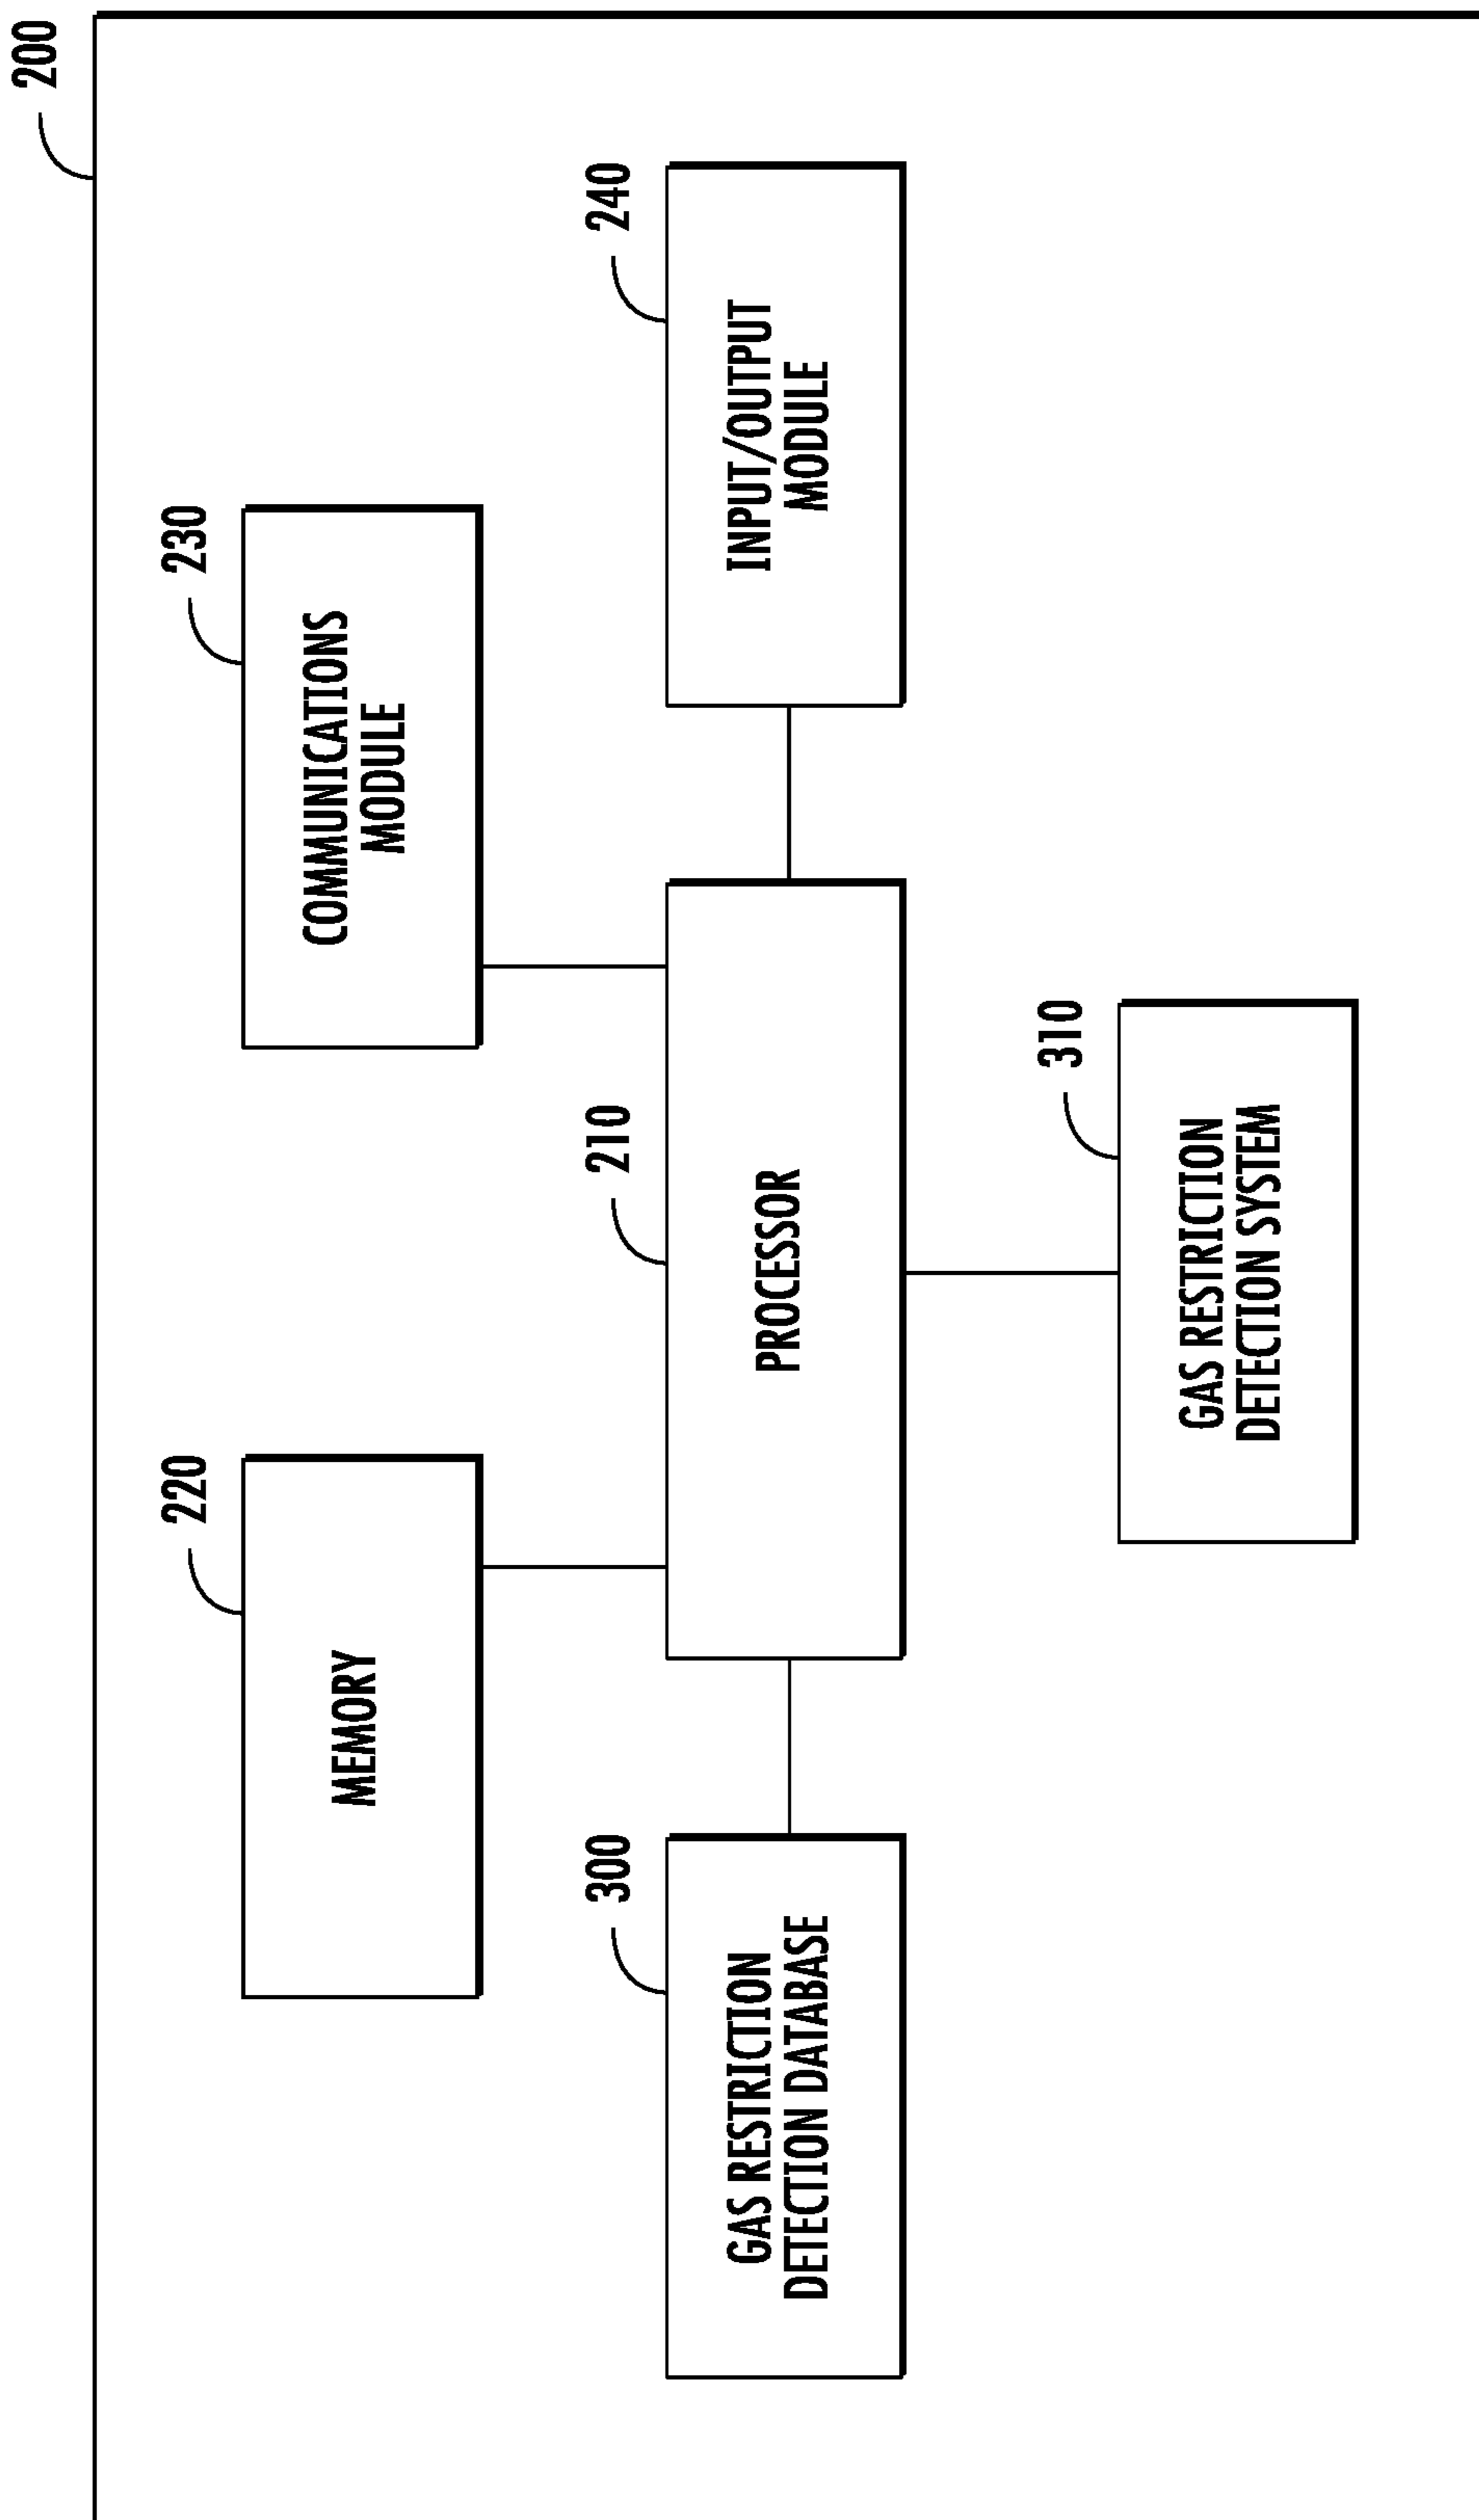 200
220
MEMORY
230
COMMUNICATIONS
MODULE
300
GAS RESTRICTION
DETECTION DATABASE
210
PROCESSOR
240
INPUT/OUTPUT
MODULE
310
GAS RESTRICTION
DETECTION SYSTEM